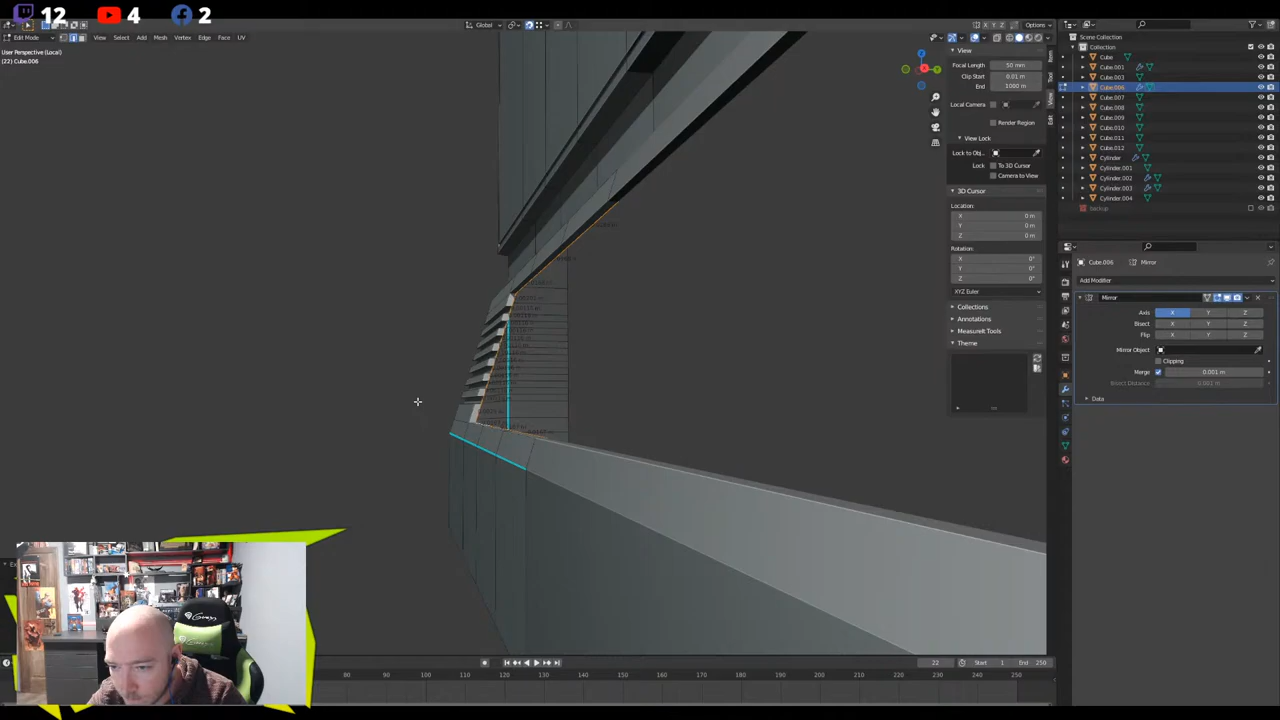 12 4 2
Global Options
Edit Mode View Select Add Mesh Vertex Edge Face UV
User Perspective (Local)
(22) Cube.006
View
Focal Length 50 mm
Clip Start 0.01 m
End 1000 m
Local Camera
Render Region
View Lock
Lock to Obj..
Lock To 3D Cursor
Camera to View
3D Cursor
Location:
X 0 m
Y 0 m
Z 0 m
Rotation:
X 0°
Y 0°
Z 0°
XYZ Euler
Collections
Annotations
MeasureIt Tools
Theme
Item
Tool
View
Edit
Scene Collection
Collection
Cube
Cube.001
Cube.003
Cube.006
Cube.007
Cube.008
Cube.009
Cube.010
Cube.011
Cube.012
Cylinder
Cylinder.001
Cylinder.002
Cylinder.003
Cylinder.004
backup
Cube.006 Mirror
Add Modifier
Mirror
Axis X Y Z
Bisect X Y Z
Flip X Y Z
Mirror Object
Clipping
Merge 0.001 m
Bisect Distance 0.001 m
Data
22 Start 1 End 250
80 90 100 110 120 130 140 150 160 170 180 190 200 210 220 230 240 250
Genesis